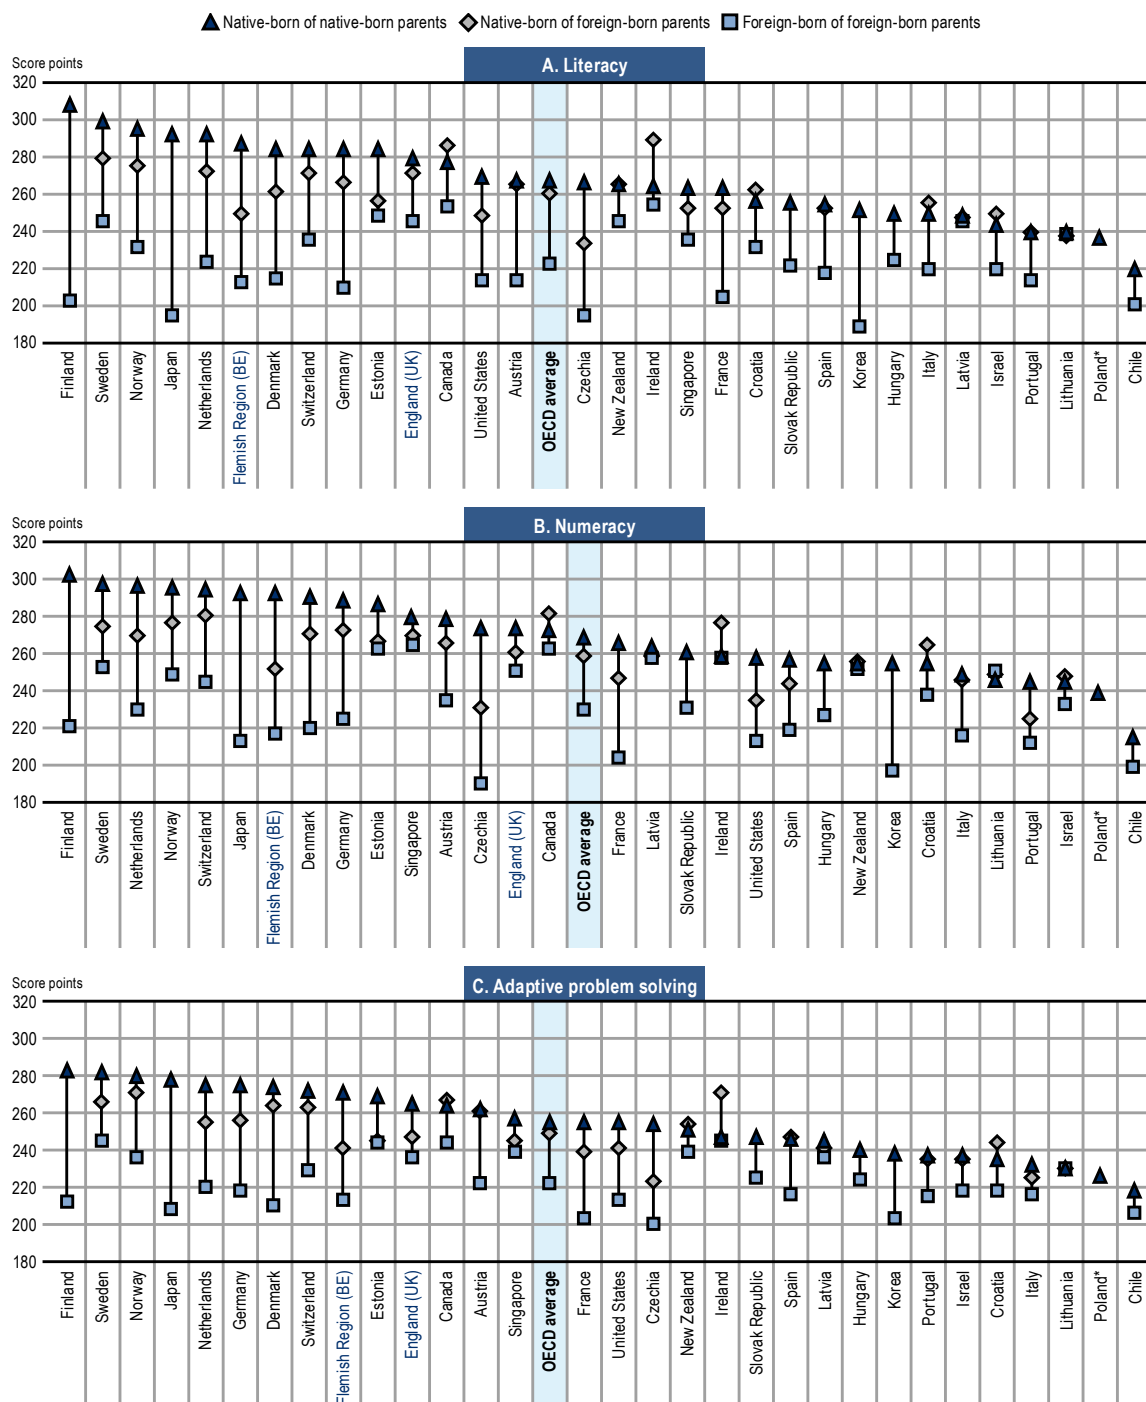 Native-born of native-born parents Native-born of foreign-born parents Foreign-born of foreign-born parents
A. Literacy
Score points
320
300
280
260
240
220
200
180
Finland
Sweden
Norway
Japan
Netherlands
Flemish Region (BE)
Denmark
Switzerland
Germany
Estonia
England (UK)
Canada
United States
Austria
OECD average
Czechia
New Zealand
Ireland
Singapore
France
Croatia
Slovak Republic
Spain
Korea
Hungary
Italy
Latvia
Israel
Portugal
Lithuania
Poland*
Chile
B. Numeracy
Score points
320
300
280
260
240
220
200
180
Finland
Sweden
Netherlands
Norway
Switzerland
Japan
Flemish Region (BE)
Denmark
Germany
Estonia
Singapore
Austria
Czechia
England (UK)
Canada
OECD average
France
Latvia
Slovak Republic
Ireland
United States
Spain
Hungary
New Zealand
Korea
Croatia
Italy
Lithuania
Portugal
Israel
Poland*
Chile
C. Adaptive problem solving
Score points
320
300
280
260
240
220
200
180
Finland
Sweden
Norway
Japan
Netherlands
Germany
Denmark
Switzerland
Flemish Region (BE)
Estonia
England (UK)
Canada
Austria
Singapore
OECD average
France
United States
Czechia
New Zealand
Ireland
Slovak Republic
Spain
Latvia
Hungary
Korea
Portugal
Israel
Croatia
Italy
Lithuania
Poland*
Chile